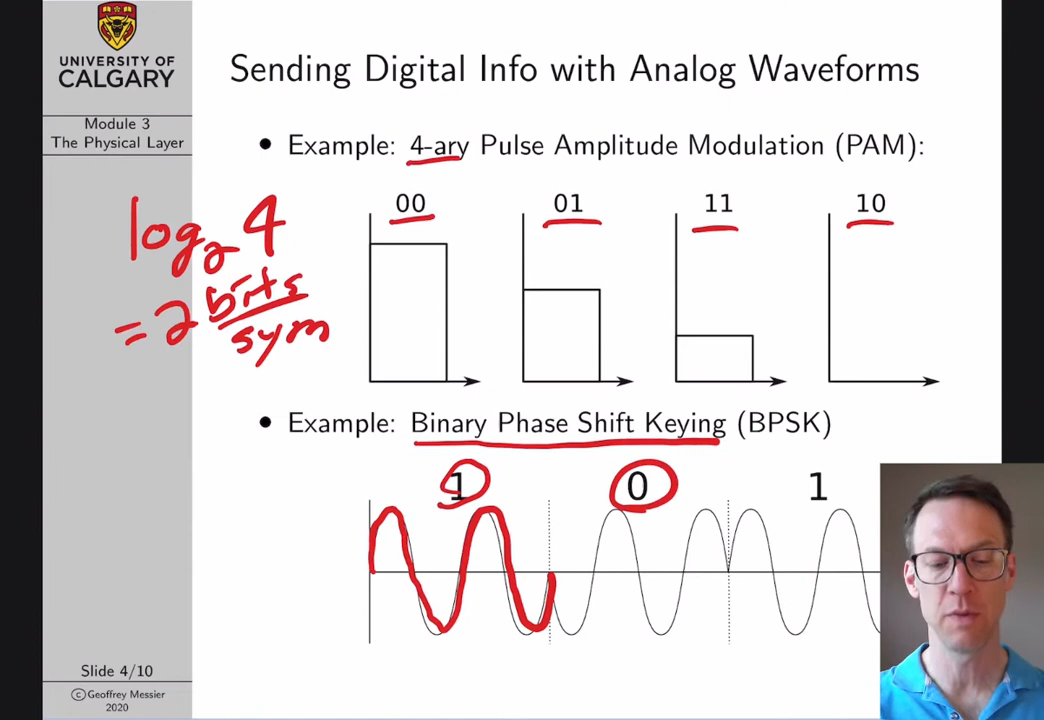 UNIVERSITY OF
CALGARY
Module 3
The Physical Layer
Sending Digital Info with Analog Waveforms
• Example: 4-ary Pulse Amplitude Modulation (PAM):
00 01 11 10
log₂ 4
= 2 bits/sym
• Example: Binary Phase Shift Keying (BPSK)
1 0 1
Slide 4/10
©Geoffrey Messier
2020